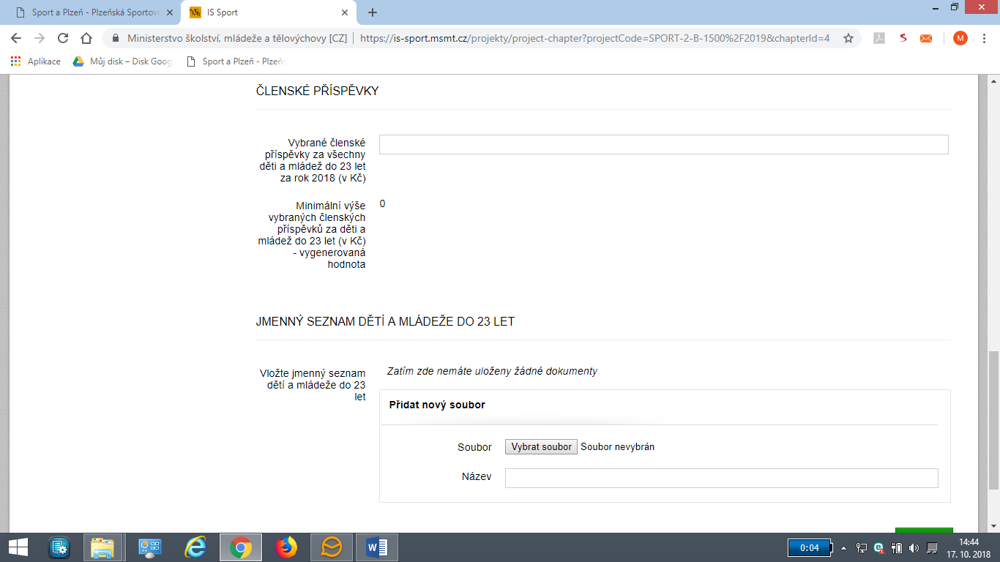 Sport a Plzeň - Plzeňská Sportovn
IS Sport
Ministerstvo školství, mládeže a tělovýchovy [CZ]
https://is-sport.msmt.cz/projekty/project-chapter?projectCode=SPORT-2-B-1500%2F2019&chapterId=4
M
Aplikace
Můj disk – Disk Goog
Sport a Plzeň - Plzeňs
ČLENSKÉ PŘÍSPĚVKY
Vybrané členské
příspěvky za všechny
děti a mládež do 23 let
za rok 2018 (v Kč)
Minimální výše
vybraných členských
příspěvků za děti a
mládež do 23 let (v Kč)
- vygenerovaná
hodnota
0
JMENNÝ SEZNAM DĚTÍ A MLÁDEŽE DO 23 LET
Vložte jmenný seznam
dětí a mládeže do 23
let
Zatím zde nemáte uloženy žádné dokumenty
Přidat nový soubor
Soubor
Vybrat soubor
Soubor nevybrán
Název
0:04
14:44
17. 10. 2018